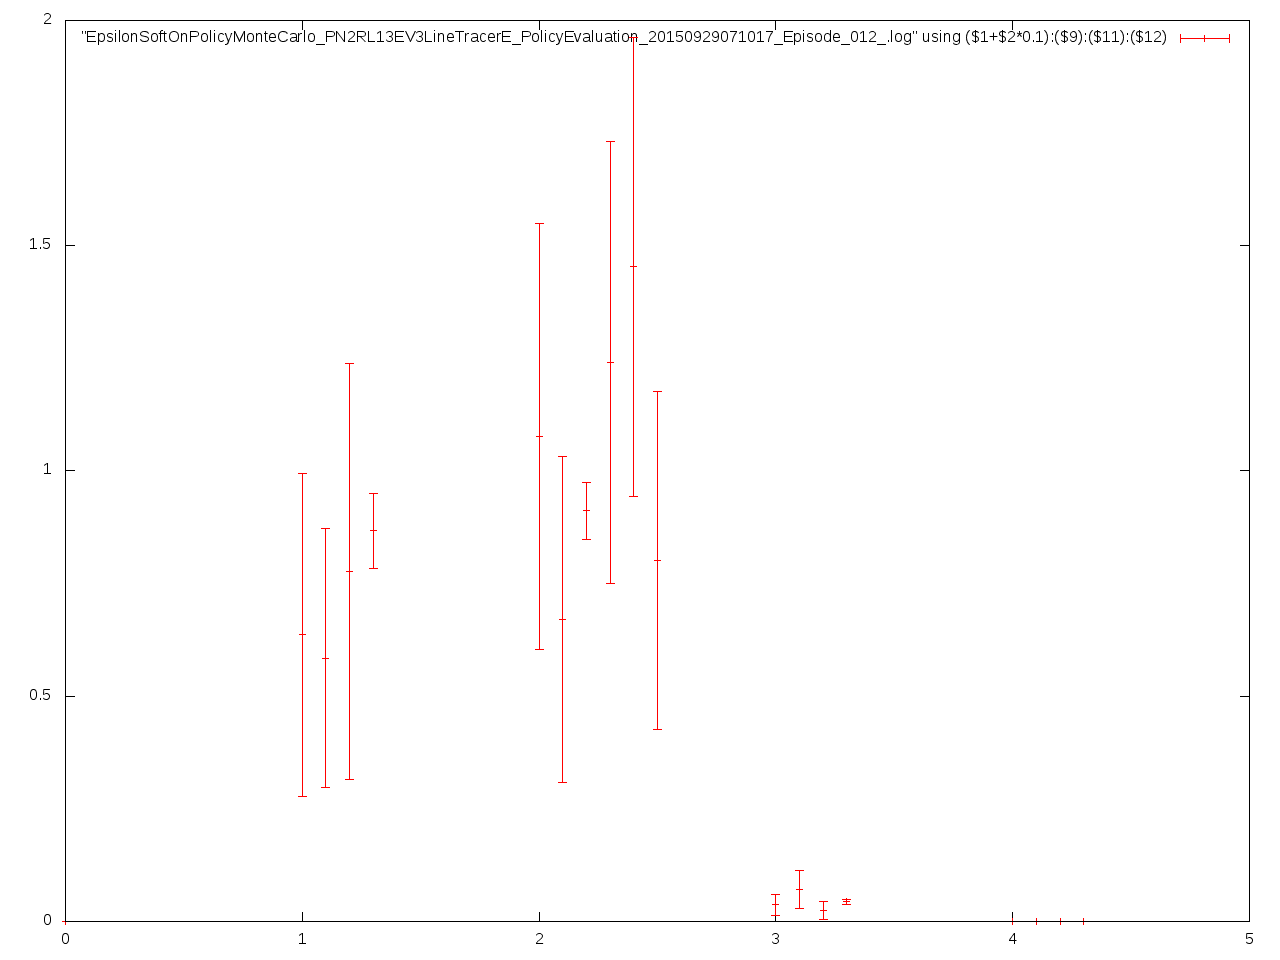 2
"EpsilonSoftOnPolicyMonteCarlo_PN2RL13EV3LineTracerE_PolicyEvaluation_20150929071017_Episode_012_.log" using ($1+$2*0.1):($9):($11):($12)
1.5
1
0.5
0
0 1 2 3 4 5